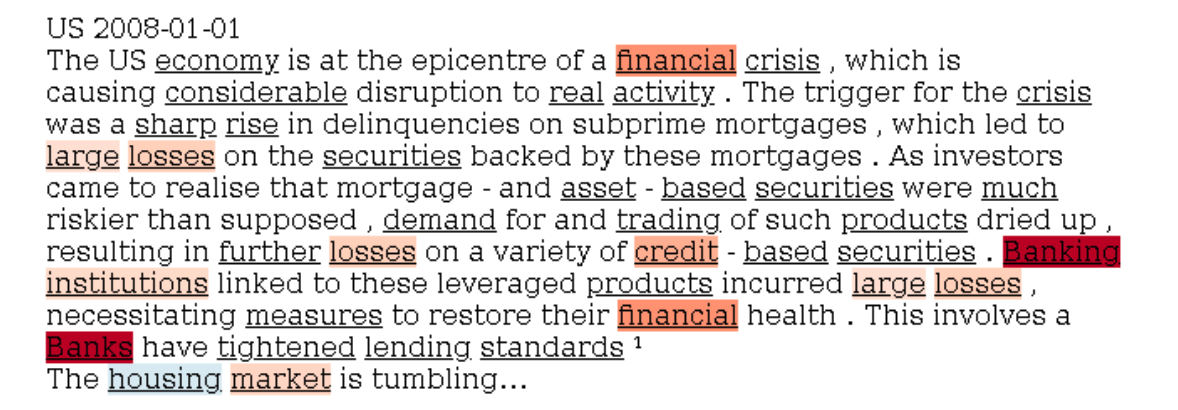 US 2008-01-01
The US economy is at the epicentre of a financial crisis , which is
causing considerable disruption to real activity . The trigger for the crisis
was a sharp rise in delinquencies on subprime mortgages , which led to
large losses on the securities backed by these mortgages . As investors
came to realise that mortgage - and asset - based securities were much
riskier than supposed , demand for and trading of such products dried up ,
resulting in further losses on a variety of credit - based securities . Banking
institutions linked to these leveraged products incurred large losses ,
necessitating measures to restore their financial health . This involves a
Banks have tightened lending standards ¹
The housing market is tumbling...